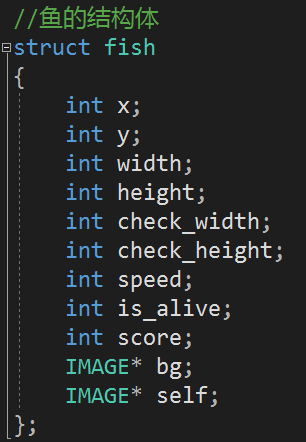 //鱼的结构体
struct fish
{
int x;
int y;
int width;
int height;
int check_width;
int check_height;
int speed;
int is_alive;
int score;
IMAGE* bg;
IMAGE* self;
};